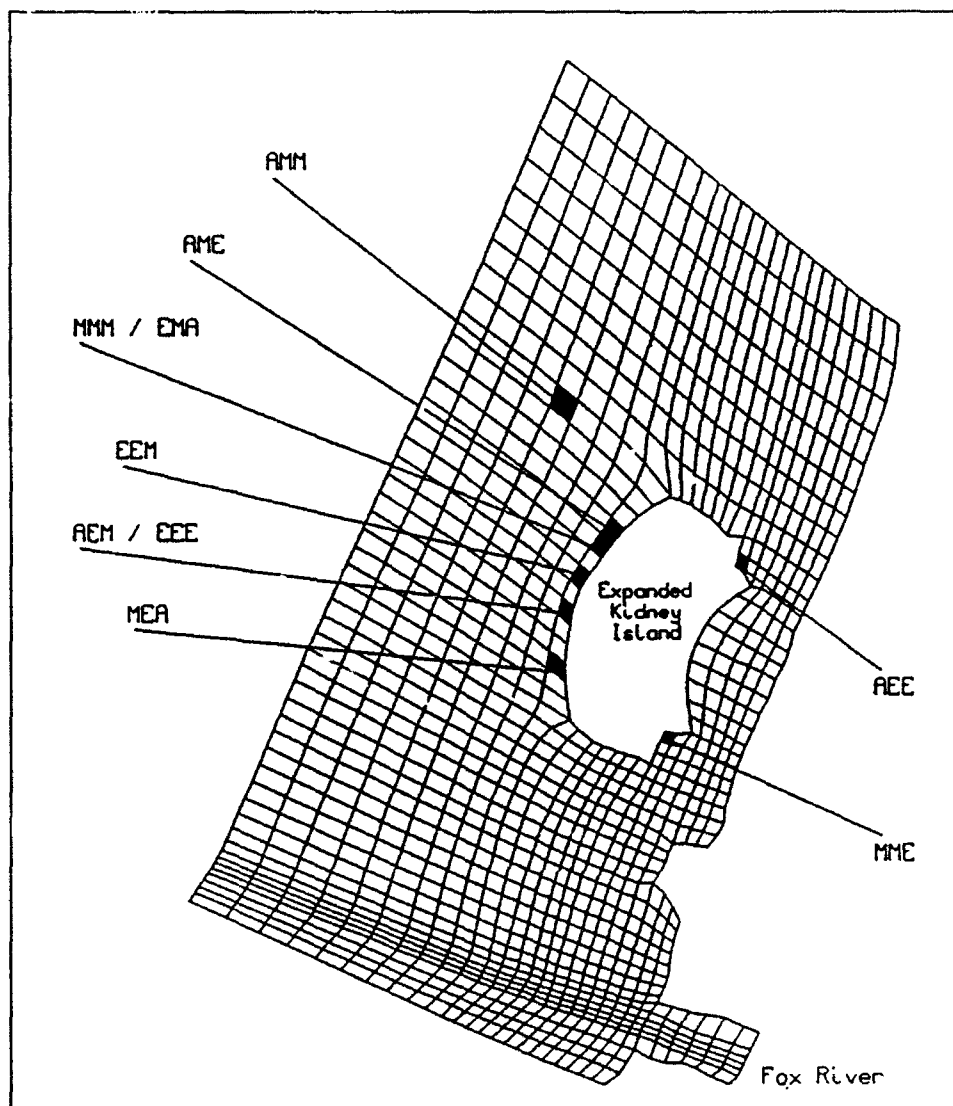 AMM
AME
MMM / EMA
EEM
AEM / EEE
MEA
Expanded
Kidney
Island
AEE
MME
Fox River